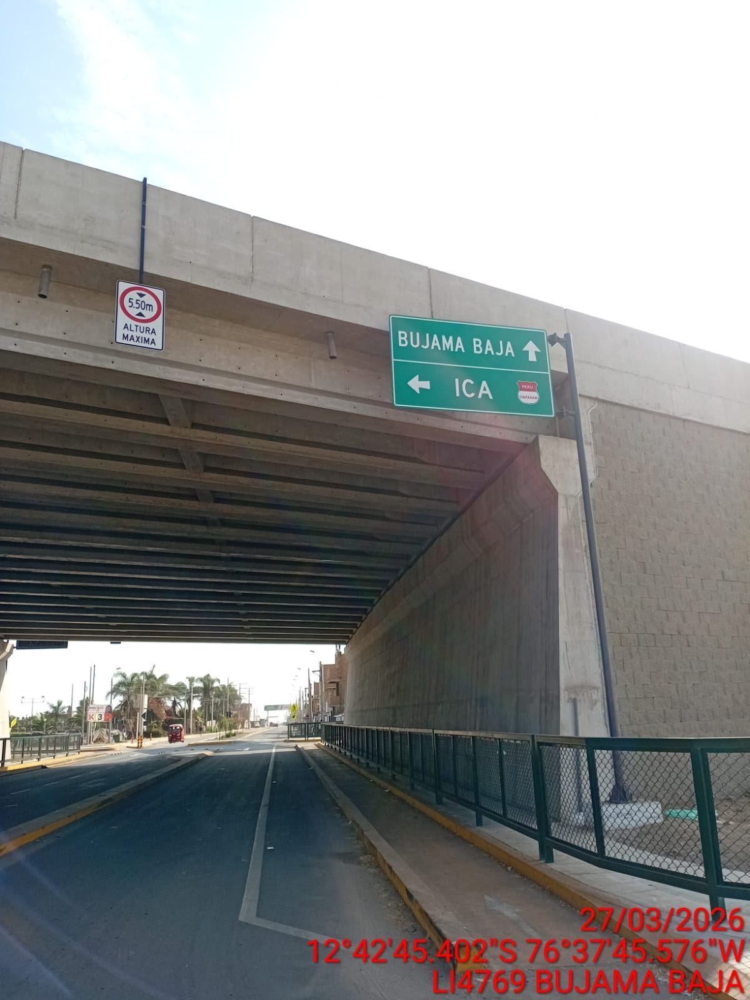 5.50m
ALTURA
MAXIMA
BUJAMA BAJA
ICA
PERU
K 3
27/03/2026
12°42'45.402"S 76°37'45.576"W
LI4769 BUJAMA BAJA